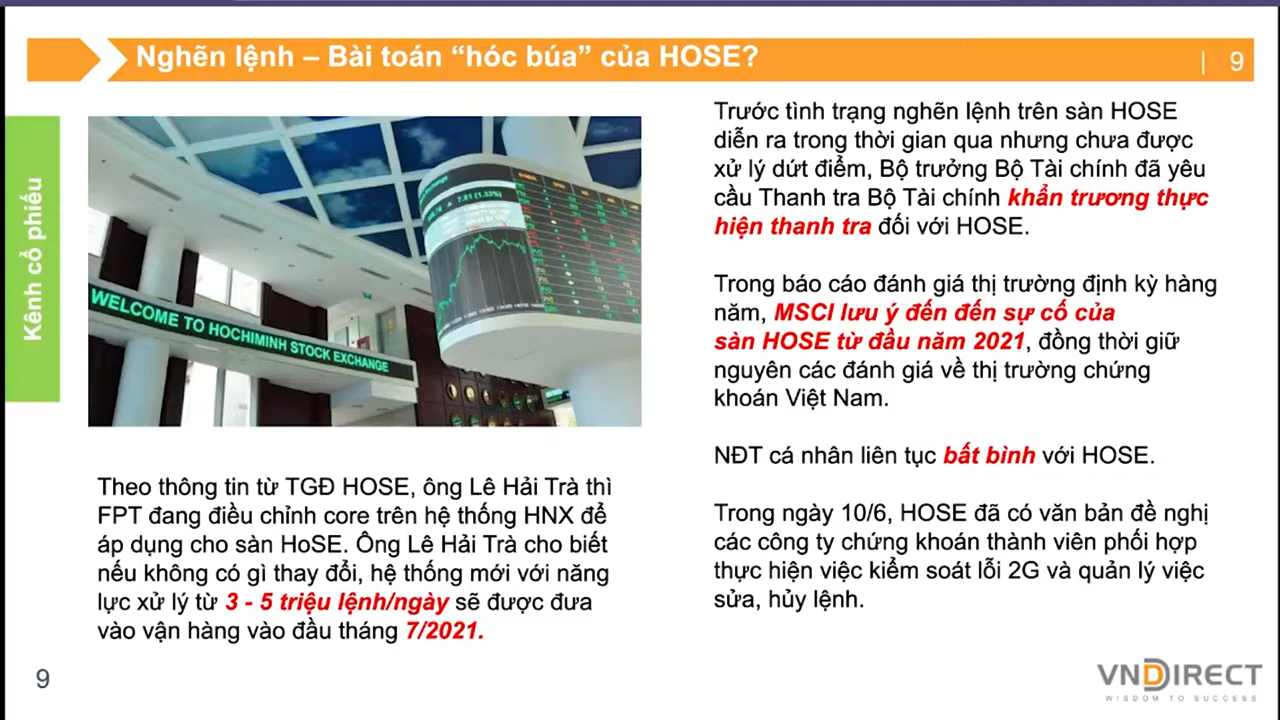 Nghẽn lệnh – Bài toán “hóc búa” của HOSE?
| 9
Kênh cổ phiếu
WELCOME TO HOCHIMINH STOCK EXCHANGE
Theo thông tin từ TGĐ HOSE, ông Lê Hải Trà thì
FPT đang điều chỉnh core trên hệ thống HNX để
áp dụng cho sàn HoSE. Ông Lê Hải Trà cho biết
nếu không có gì thay đổi, hệ thống mới với năng
lực xử lý từ 3 - 5 triệu lệnh/ngày sẽ được đưa
vào vận hàng vào đầu tháng 7/2021.
Trước tình trạng nghẽn lệnh trên sàn HOSE
diễn ra trong thời gian qua nhưng chưa được
xử lý dứt điểm, Bộ trưởng Bộ Tài chính đã yêu
cầu Thanh tra Bộ Tài chính khẩn trương thực
hiện thanh tra đối với HOSE.
Trong báo cáo đánh giá thị trường định kỳ hàng
năm, MSCI lưu ý đến đến sự cố của
sàn HOSE từ đầu năm 2021, đồng thời giữ
nguyên các đánh giá về thị trường chứng
khoán Việt Nam.
NĐT cá nhân liên tục bất bình với HOSE.
Trong ngày 10/6, HOSE đã có văn bản đề nghị
các công ty chứng khoán thành viên phối hợp
thực hiện việc kiểm soát lỗi 2G và quản lý việc
sửa, hủy lệnh.
9
VNDIRECT
WISDOM TO SUCCESS